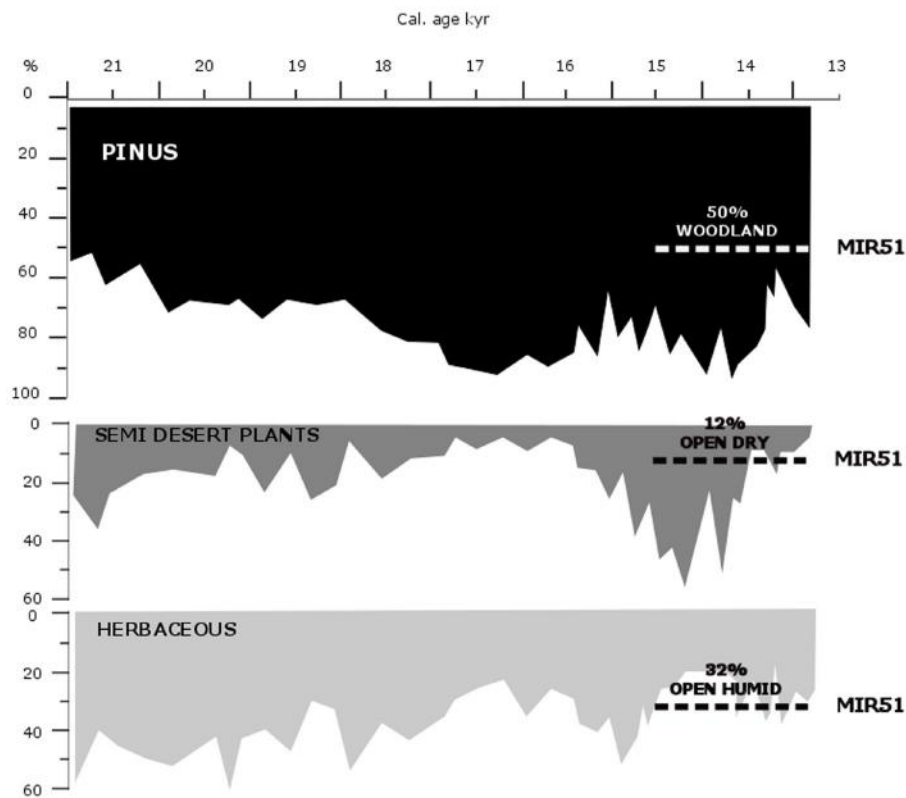 Cal. age kyr
% 21 20 19 18 17 16 15 14 13
0
PINUS
20
40
50%
WOODLAND
MIR51
60
80
100
0
SEMI DESERT PLANTS
12%
OPEN DRY
MIR51
20
40
60
0
HERBACEOUS
20
32%
OPEN HUMID
MIR51
40
60